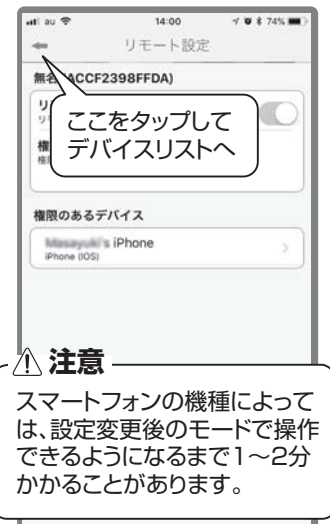 au 14:00 74%
リモート設定
無名(ACCF2398FFDA)
リ
ここをタップして
デバイスリストへ
権
権限のあるデバイス
iPhone
iPhone (IOS)
注意
スマートフォンの機種によって
は、設定変更後のモードで操作
できるようになるまで1〜2分
かかることがあります。